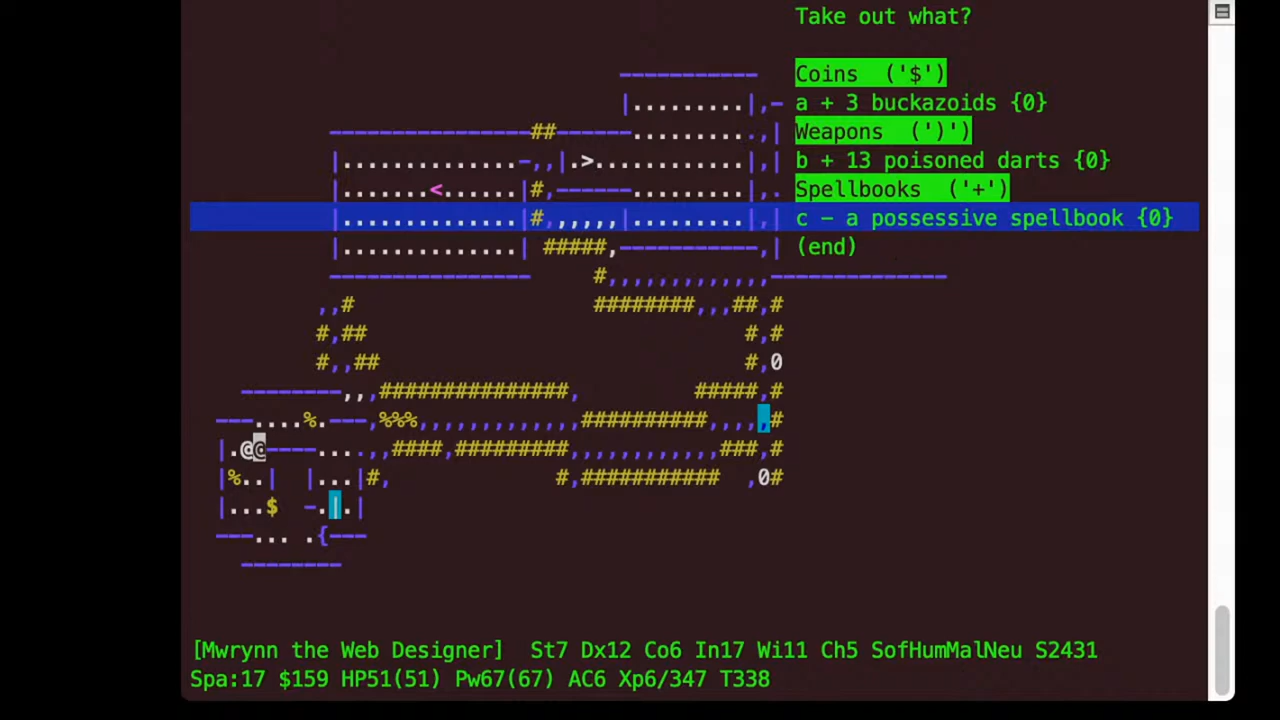 Take out what?
Coins  ('$')
a + 3 buckazoids {0}
Weapons  (')')
b + 13 poisoned darts {0}
Spellbooks  ('+')
c - a possessive spellbook {0}
(end)
[Mwrynn the Web Designer]  St7 Dx12 Co6 In17 Wi11 Ch5 SofHumMalNeu S2431
Spa:17 $159 HP51(51) Pw67(67) AC6 Xp6/347 T338